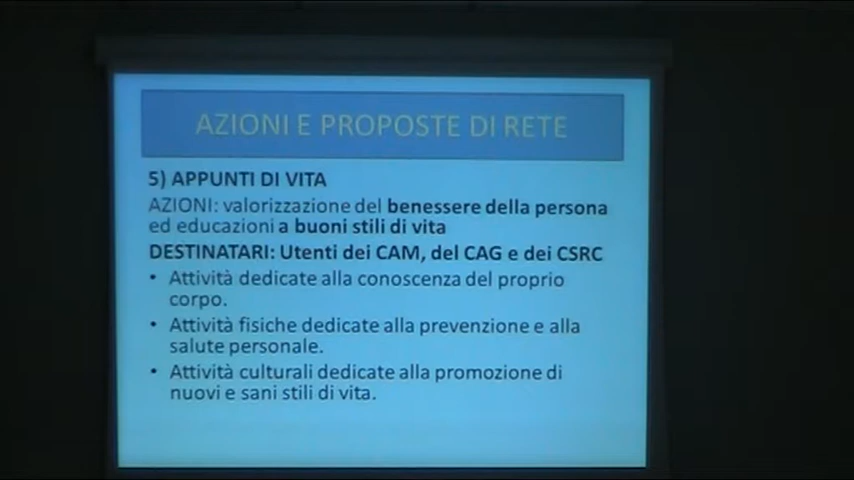 AZIONI E PROPOSTE DI RETE
5) APPUNTI DI VITA
AZIONI: valorizzazione del benessere della persona
ed educazioni a buoni stili di vita
DESTINATARI: Utenti dei CAM, del CAG e dei CSRC
• Attività dedicate alla conoscenza del proprio
corpo.
• Attività fisiche dedicate alla prevenzione e alla
salute personale.
• Attività culturali dedicate alla promozione di
nuovi e sani stili di vita.